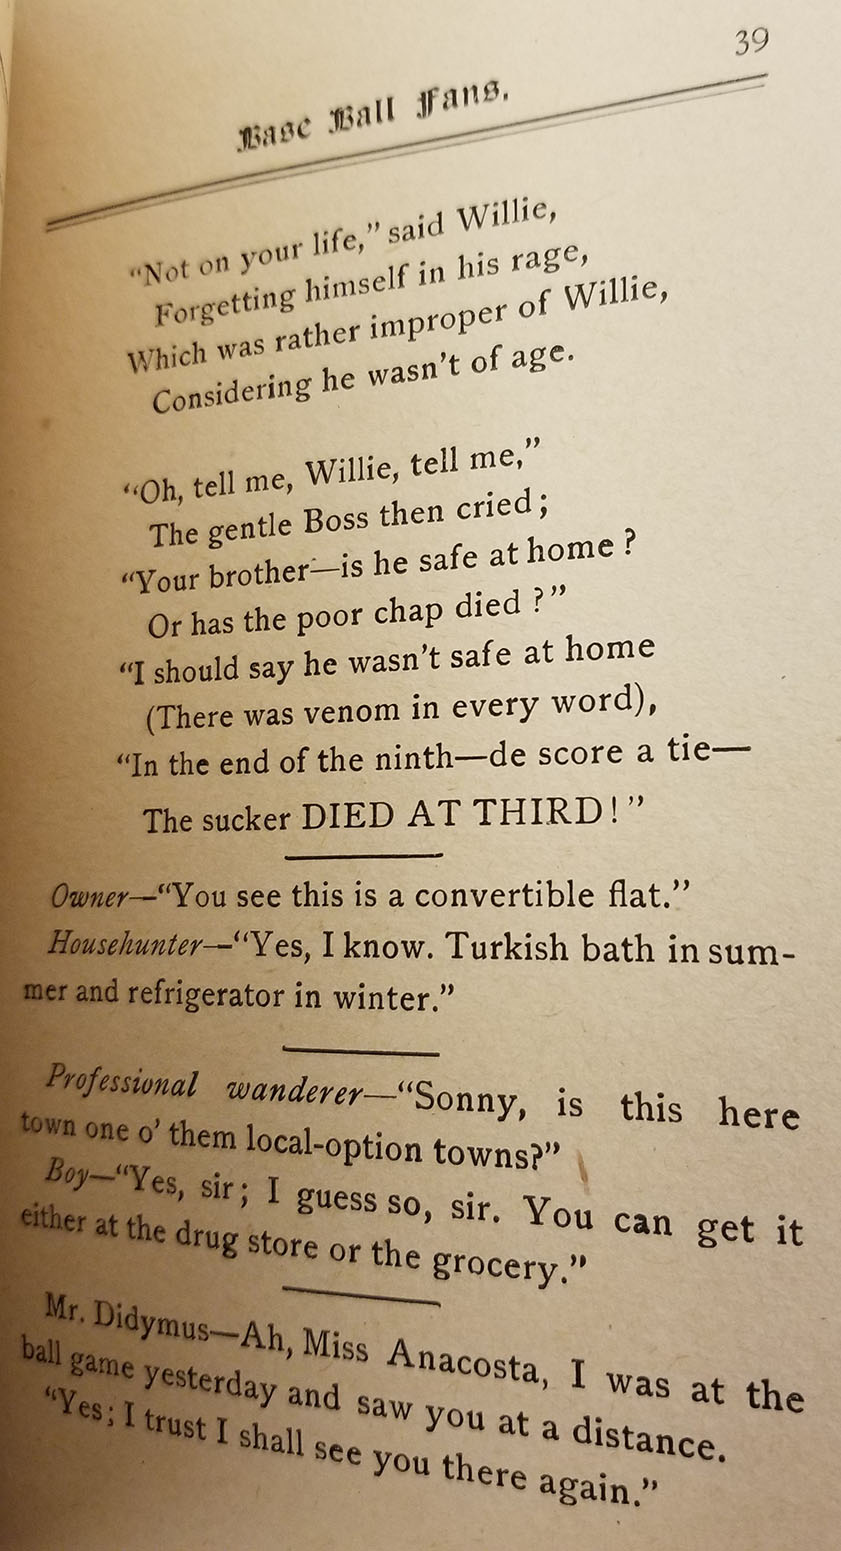 39
Base Ball Fans.
“Not on your life,” said Willie,
Forgetting himself in his rage,
Which was rather improper of Willie,
Considering he wasn’t of age.
“Oh, tell me, Willie, tell me,”
The gentle Boss then cried;
“Your brother—is he safe at home?
Or has the poor chap died?”
“I should say he wasn’t safe at home
(There was venom in every word),
“In the end of the ninth—de score a tie—
The sucker DIED AT THIRD!”
Owner—“You see this is a convertible flat.”
Househunter—“Yes, I know. Turkish bath in sum-
mer and refrigerator in winter.”
Professional wanderer—“Sonny, is this here
town one o’ them local-option towns?”
Boy—“Yes, sir; I guess so, sir. You can get it
either at the drug store or the grocery.”
Mr. Didymus—Ah, Miss Anacosta, I was at the
ball game yesterday and saw you at a distance.
“Yes; I trust I shall see you there again.”